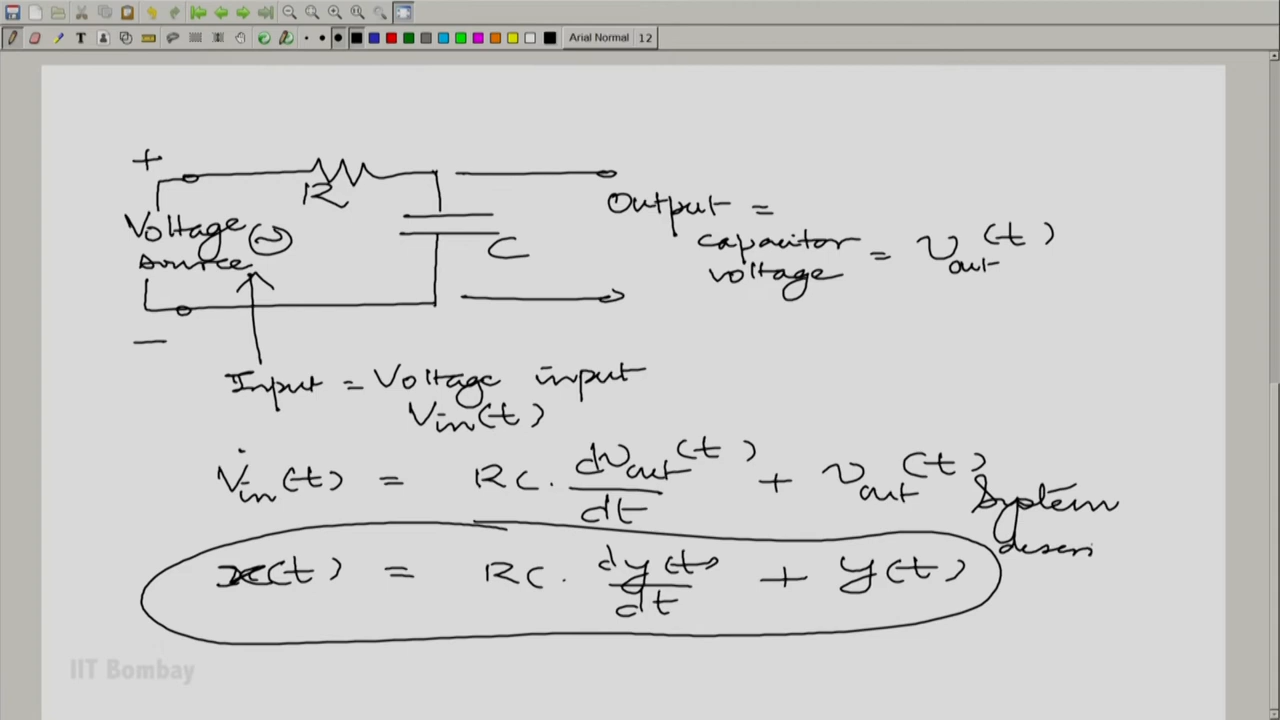 T
Arial Normal 12
+
R
Voltage
source
C
Output =
capacitor
voltage = v_out(t)
−
Input = Voltage input
V_in(t)
V_in(t) = RC. dv_out(t)/dt + v_out(t)
System
descri
x(t) = RC. dy(t)/dt + y(t)
IIT Bombay